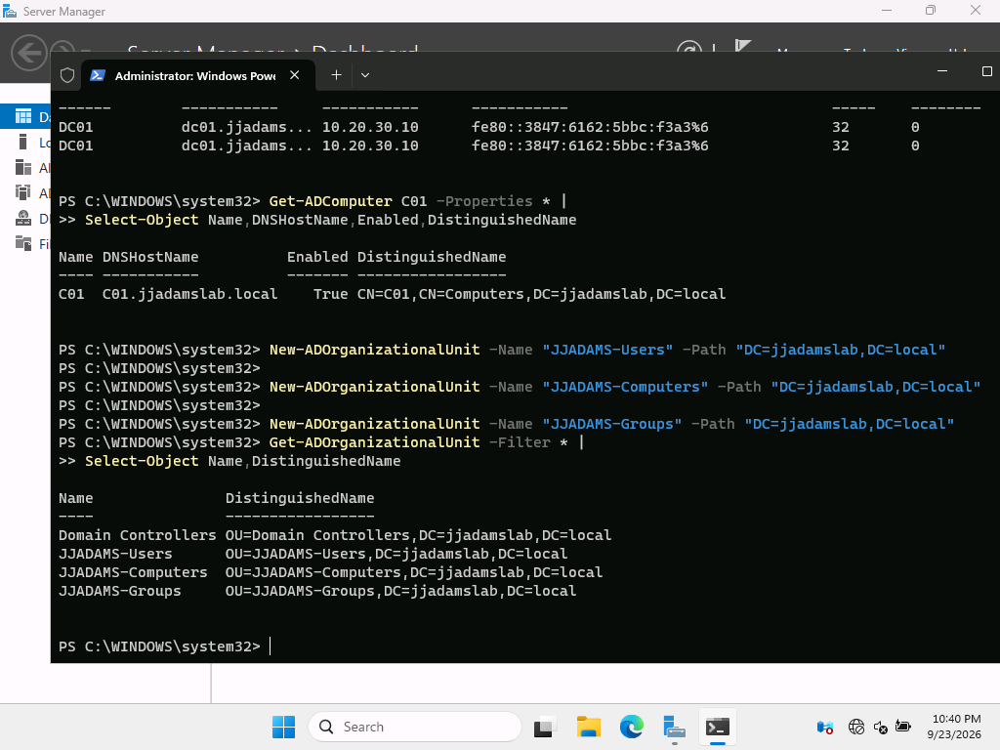 Server Manager
Administrator: Windows Powe
------ ----------- ----------- ----------- ----- --------
DC01 dc01.jjadams... 10.20.30.10 fe80::3847:6162:5bbc:f3a3%6 32 0
DC01 dc01.jjadams... 10.20.30.10 fe80::3847:6162:5bbc:f3a3%6 32 0
PS C:\WINDOWS\system32> Get-ADComputer C01 -Properties * |
>> Select-Object Name,DNSHostName,Enabled,DistinguishedName
Name DNSHostName Enabled DistinguishedName
---- ----------- ------- -----------------
C01 C01.jjadamslab.local True CN=C01,CN=Computers,DC=jjadamslab,DC=local
PS C:\WINDOWS\system32> New-ADOrganizationalUnit -Name "JJADAMS-Users" -Path "DC=jjadamslab,DC=local"
PS C:\WINDOWS\system32>
PS C:\WINDOWS\system32> New-ADOrganizationalUnit -Name "JJADAMS-Computers" -Path "DC=jjadamslab,DC=local"
PS C:\WINDOWS\system32>
PS C:\WINDOWS\system32> New-ADOrganizationalUnit -Name "JJADAMS-Groups" -Path "DC=jjadamslab,DC=local"
PS C:\WINDOWS\system32> Get-ADOrganizationalUnit -Filter * |
>> Select-Object Name,DistinguishedName
Name DistinguishedName
---- -----------------
Domain Controllers OU=Domain Controllers,DC=jjadamslab,DC=local
JJADAMS-Users OU=JJADAMS-Users,DC=jjadamslab,DC=local
JJADAMS-Computers OU=JJADAMS-Computers,DC=jjadamslab,DC=local
JJADAMS-Groups OU=JJADAMS-Groups,DC=jjadamslab,DC=local
PS C:\WINDOWS\system32>
Search
10:40 PM
9/23/2026